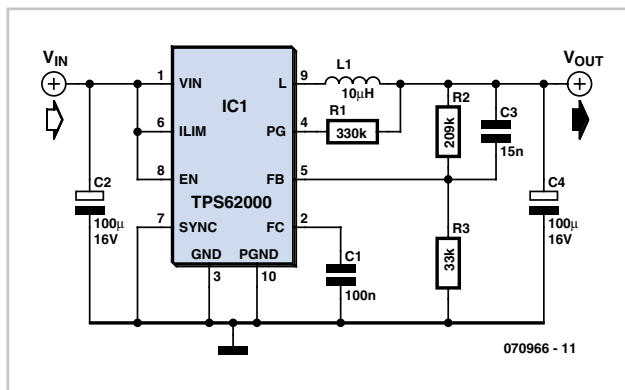 VIN
VOUT
1
VIN
L
9
L1
10µH
IC1
R1
R2
C3
6
ILIM
PG
4
330k
209k
15n
8
EN
FB
5
C2
TPS62000
C4
7
SYNC
FC
2
R3
100µ
16V
100µ
16V
GND
PGND
C1
33k
3
10
100n
070966 - 11